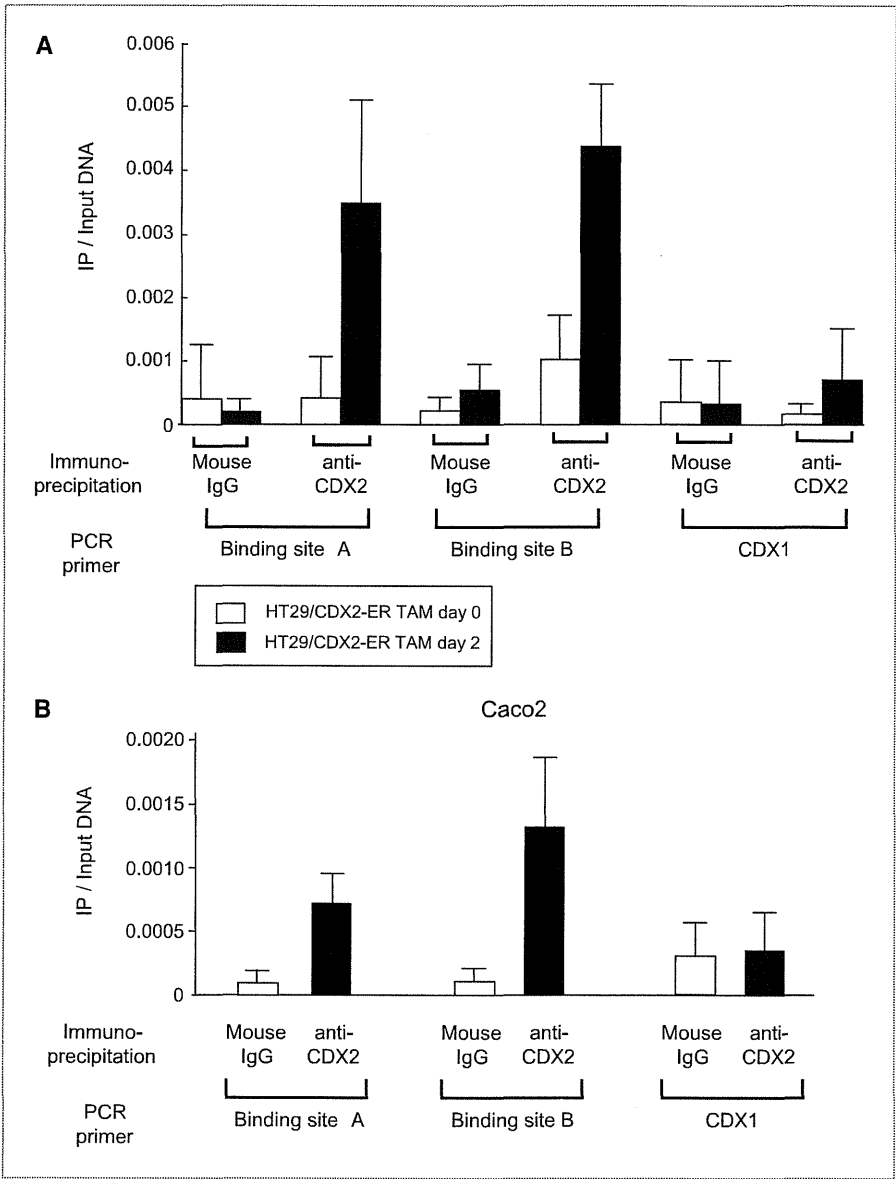 A
0.006
0.005
0.004
0.003
0.002
0.001
0
IP / Input DNA
Immuno-
precipitation
Mouse
IgG
anti-
CDX2
Mouse
IgG
anti-
CDX2
Mouse
IgG
anti-
CDX2
PCR
primer
Binding site A
Binding site B
CDX1
HT29/CDX2-ER TAM day 0
HT29/CDX2-ER TAM day 2
B
Caco2
0.0020
0.0015
0.0010
0.0005
0
IP / Input DNA
Immuno-
precipitation
Mouse
IgG
anti-
CDX2
Mouse
IgG
anti-
CDX2
Mouse
IgG
anti-
CDX2
PCR
primer
Binding site A
Binding site B
CDX1